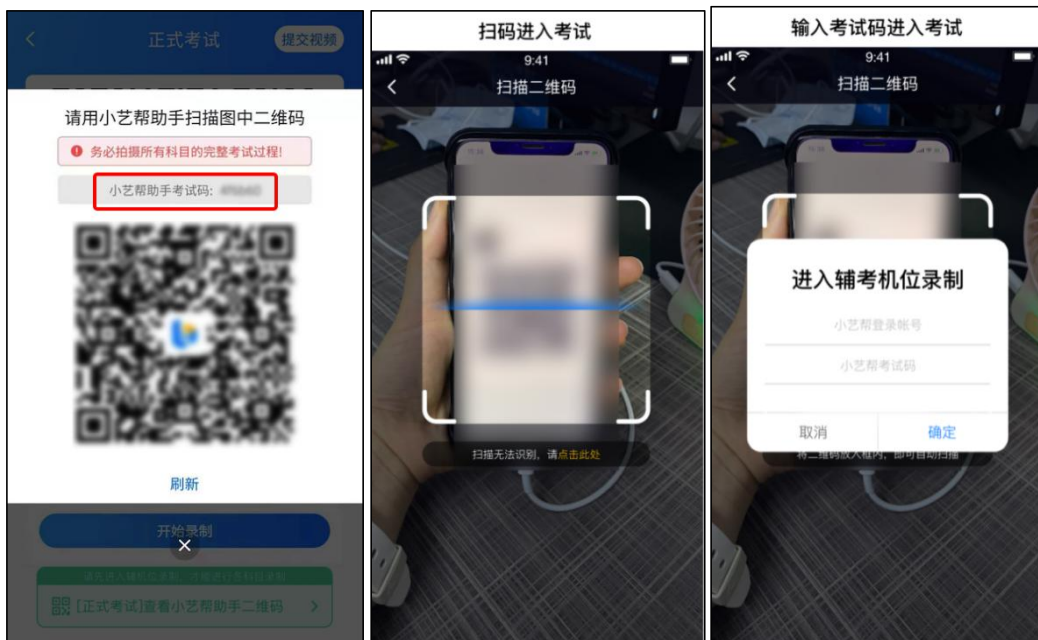 正式考试
提交视频
请用小艺帮助手扫描图中二维码
务必拍摄所有科目的完整考试过程!
小艺帮助手考试码:
刷新
开始录制
请先进入辅机位录制,才能进行各科目录制
[正式考试]查看小艺帮助手二维码
扫码进入考试
9:41
扫描二维码
扫描无法识别,请点击此处
输入考试码进入考试
9:41
扫描二维码
进入辅考机位录制
小艺帮登录帐号
小艺帮考试码
取消
确定
将二维码放入框内,即可自动扫描